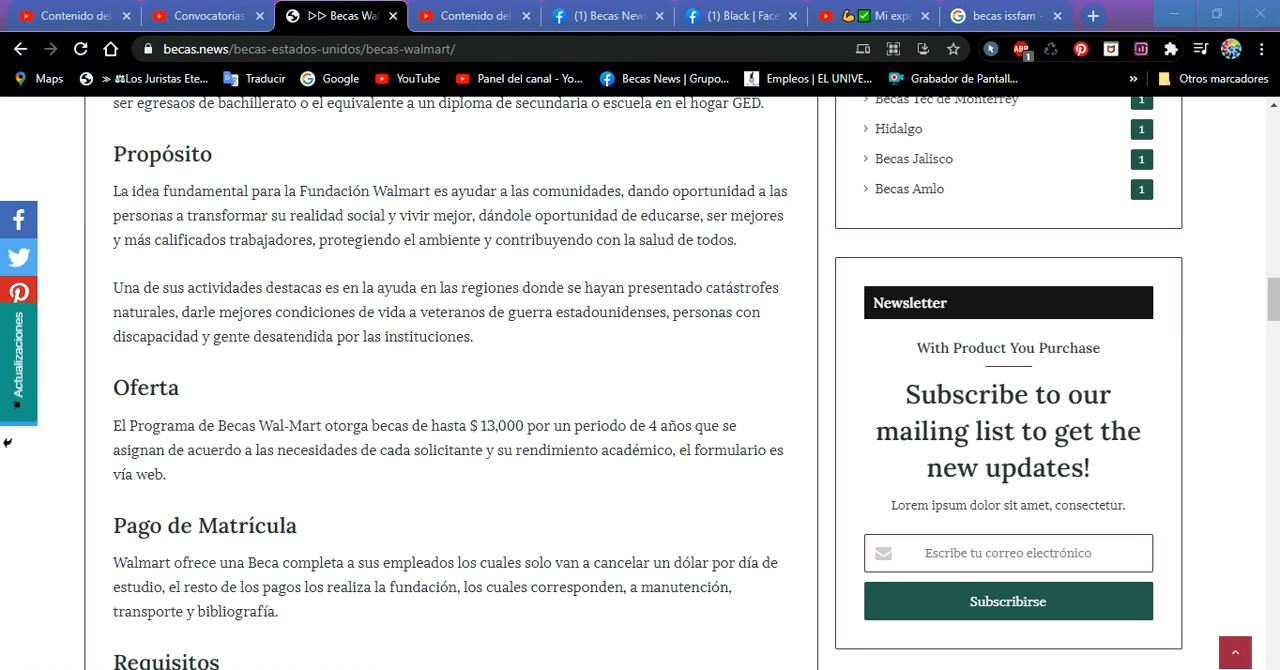 Contenido del
Convocatorias
>> Becas Wal
Contenido del
(1) Becas News
(1) Black | Face
Mi expe
becas issfam -
becas.news/becas-estados-unidos/becas-walmart/
ABP
1
Maps
» ⚖Los Juristas Ete...
Traducir
Google
YouTube
Panel del canal - Yo...
Becas News | Grupo...
Empleos | EL UNIVE...
Grabador de Pantall...
»
Otros marcadores
ser egresaos de bachillerato o el equivalente a un diploma de secundaria o escuela en el hogar GED.
Propósito
La idea fundamental para la Fundación Walmart es ayudar a las comunidades, dando oportunidad a las
personas a transformar su realidad social y vivir mejor, dándole oportunidad de educarse, ser mejores
y más calificados trabajadores, protegiendo el ambiente y contribuyendo con la salud de todos.
Una de sus actividades destacas es en la ayuda en las regiones donde se hayan presentado catástrofes
naturales, darle mejores condiciones de vida a veteranos de guerra estadounidenses, personas con
discapacidad y gente desatendida por las instituciones.
Oferta
El Programa de Becas Wal-Mart otorga becas de hasta $ 13,000 por un periodo de 4 años que se
asignan de acuerdo a las necesidades de cada solicitante y su rendimiento académico, el formulario es
vía web.
Pago de Matrícula
Walmart ofrece una Beca completa a sus empleados los cuales solo van a cancelar un dólar por día de
estudio, el resto de los pagos los realiza la fundación, los cuales corresponden, a manutención,
transporte y bibliografía.
Requisitos
Actualizaciones
Becas Tec de Monterrey 1
Hidalgo 1
Becas Jalisco 1
Becas Amlo 1
Newsletter
With Product You Purchase
Subscribe to our
mailing list to get the
new updates!
Lorem ipsum dolor sit amet, consectetur.
Escribe tu correo electrónico
Subscribirse